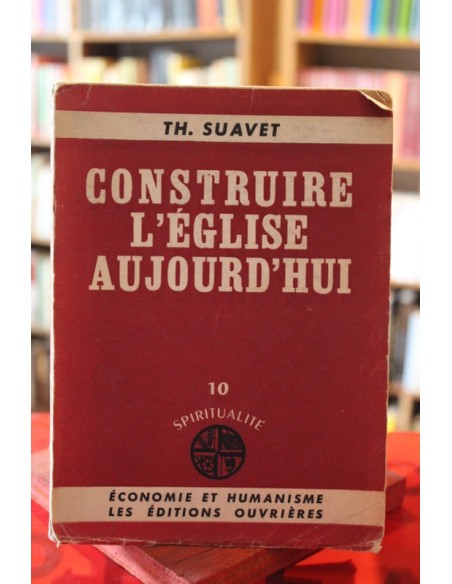 TH. SUAVET
CONSTRUIRE
L'ÉGLISE
AUJOURD'HUI
10
SPIRITUALITÉ
ÉCONOMIE ET HUMANISME
LES ÉDITIONS OUVRIÈRES